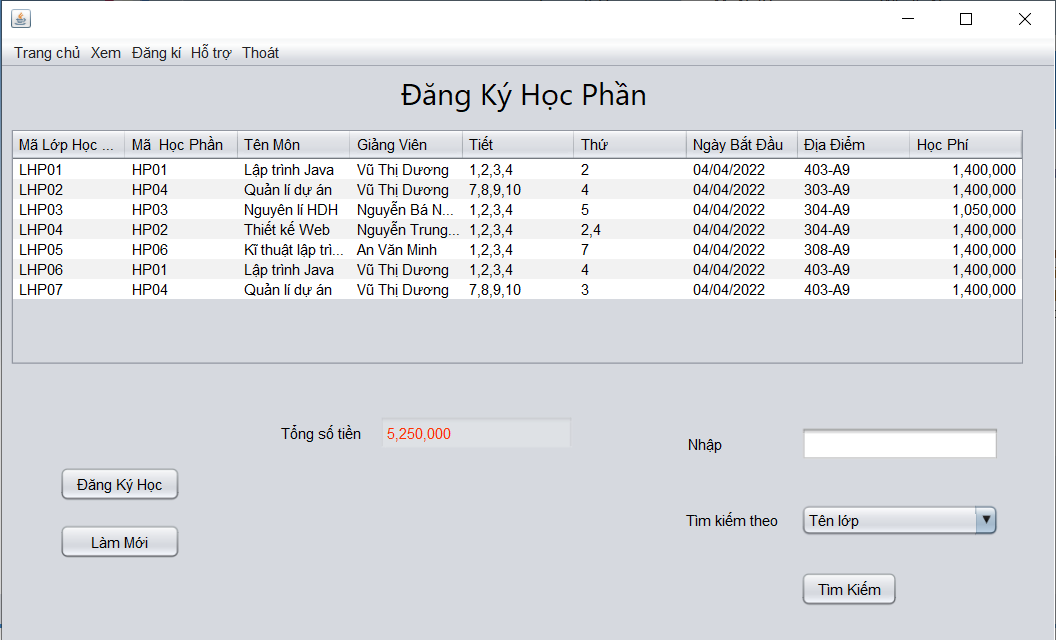 Trang chủ Xem Đăng kí Hỗ trợ Thoát
Đăng Ký Học Phần
Mã Lớp Học ... Mã Học Phần Tên Môn Giảng Viên Tiết Thứ Ngày Bắt Đầu Địa Điểm Học Phí
LHP01 HP01 Lập trình Java Vũ Thị Dương 1,2,3,4 2 04/04/2022 403-A9 1,400,000
LHP02 HP04 Quản lí dự án Vũ Thị Dương 7,8,9,10 4 04/04/2022 303-A9 1,400,000
LHP03 HP03 Nguyên lí HDH Nguyễn Bá N... 1,2,3,4 5 04/04/2022 304-A9 1,050,000
LHP04 HP02 Thiết kế Web Nguyễn Trung... 1,2,3,4 2,4 04/04/2022 304-A9 1,400,000
LHP05 HP06 Kĩ thuật lập trì... An Văn Minh 1,2,3,4 7 04/04/2022 308-A9 1,400,000
LHP06 HP01 Lập trình Java Vũ Thị Dương 1,2,3,4 4 04/04/2022 403-A9 1,400,000
LHP07 HP04 Quản lí dự án Vũ Thị Dương 7,8,9,10 3 04/04/2022 403-A9 1,400,000
Tổng số tiền 5,250,000
Nhập
Đăng Ký Học
Tìm kiếm theo Tên lớp
Làm Mới
Tìm Kiếm